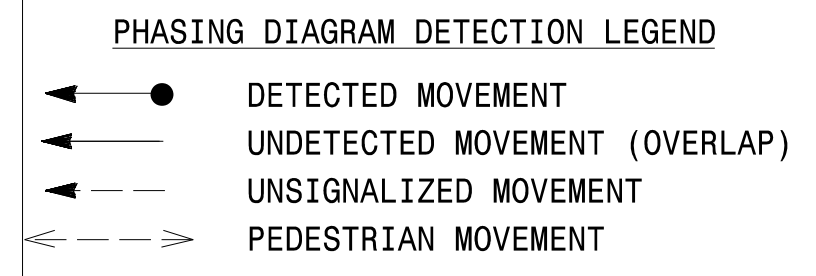 PHASING DIAGRAM DETECTION LEGEND
DETECTED MOVEMENT
UNDETECTED MOVEMENT (OVERLAP)
UNSIGNALIZED MOVEMENT
PEDESTRIAN MOVEMENT